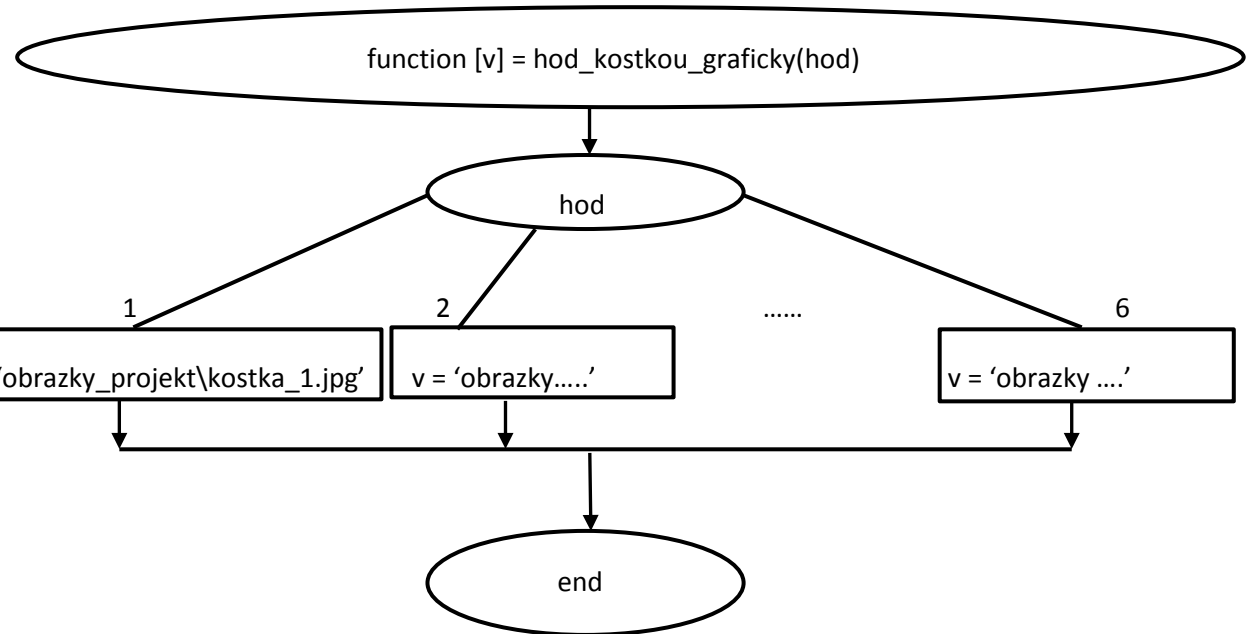 function [v] = hod_kostkou_graficky(hod)
hod
1
2
......
6
’obrazky_projekt\kostka_1.jpg’
v = ‘obrazky…..’
v = ‘obrazky ….’
end